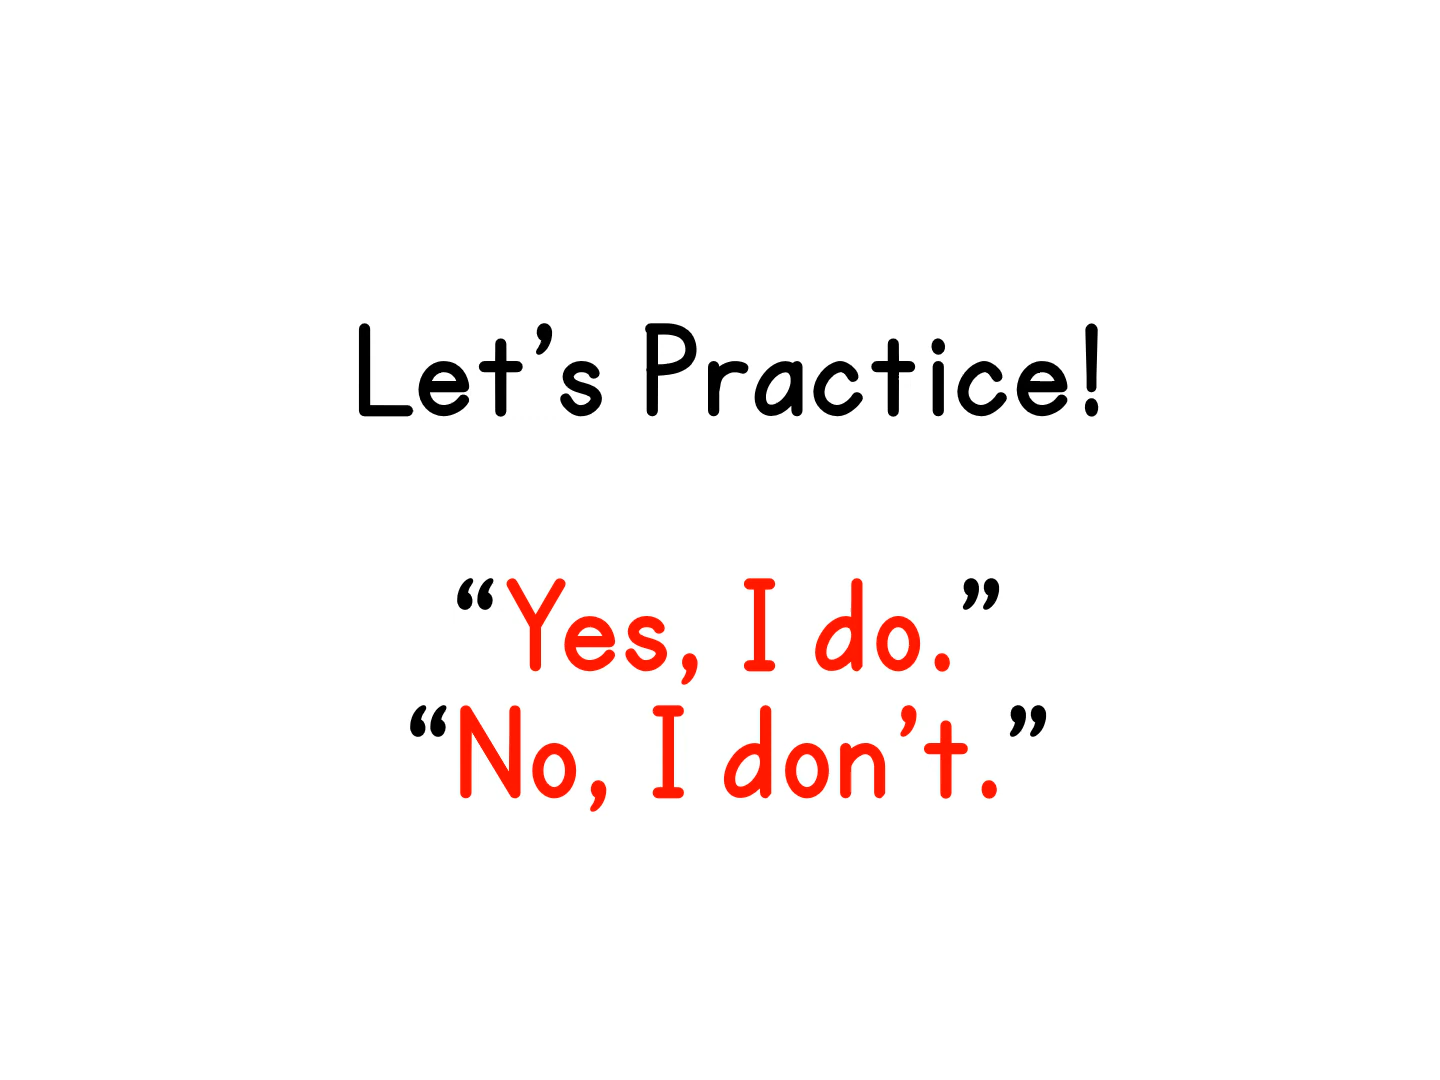 Let’s Practice!
“Yes, I do.”
“No, I don’t.”